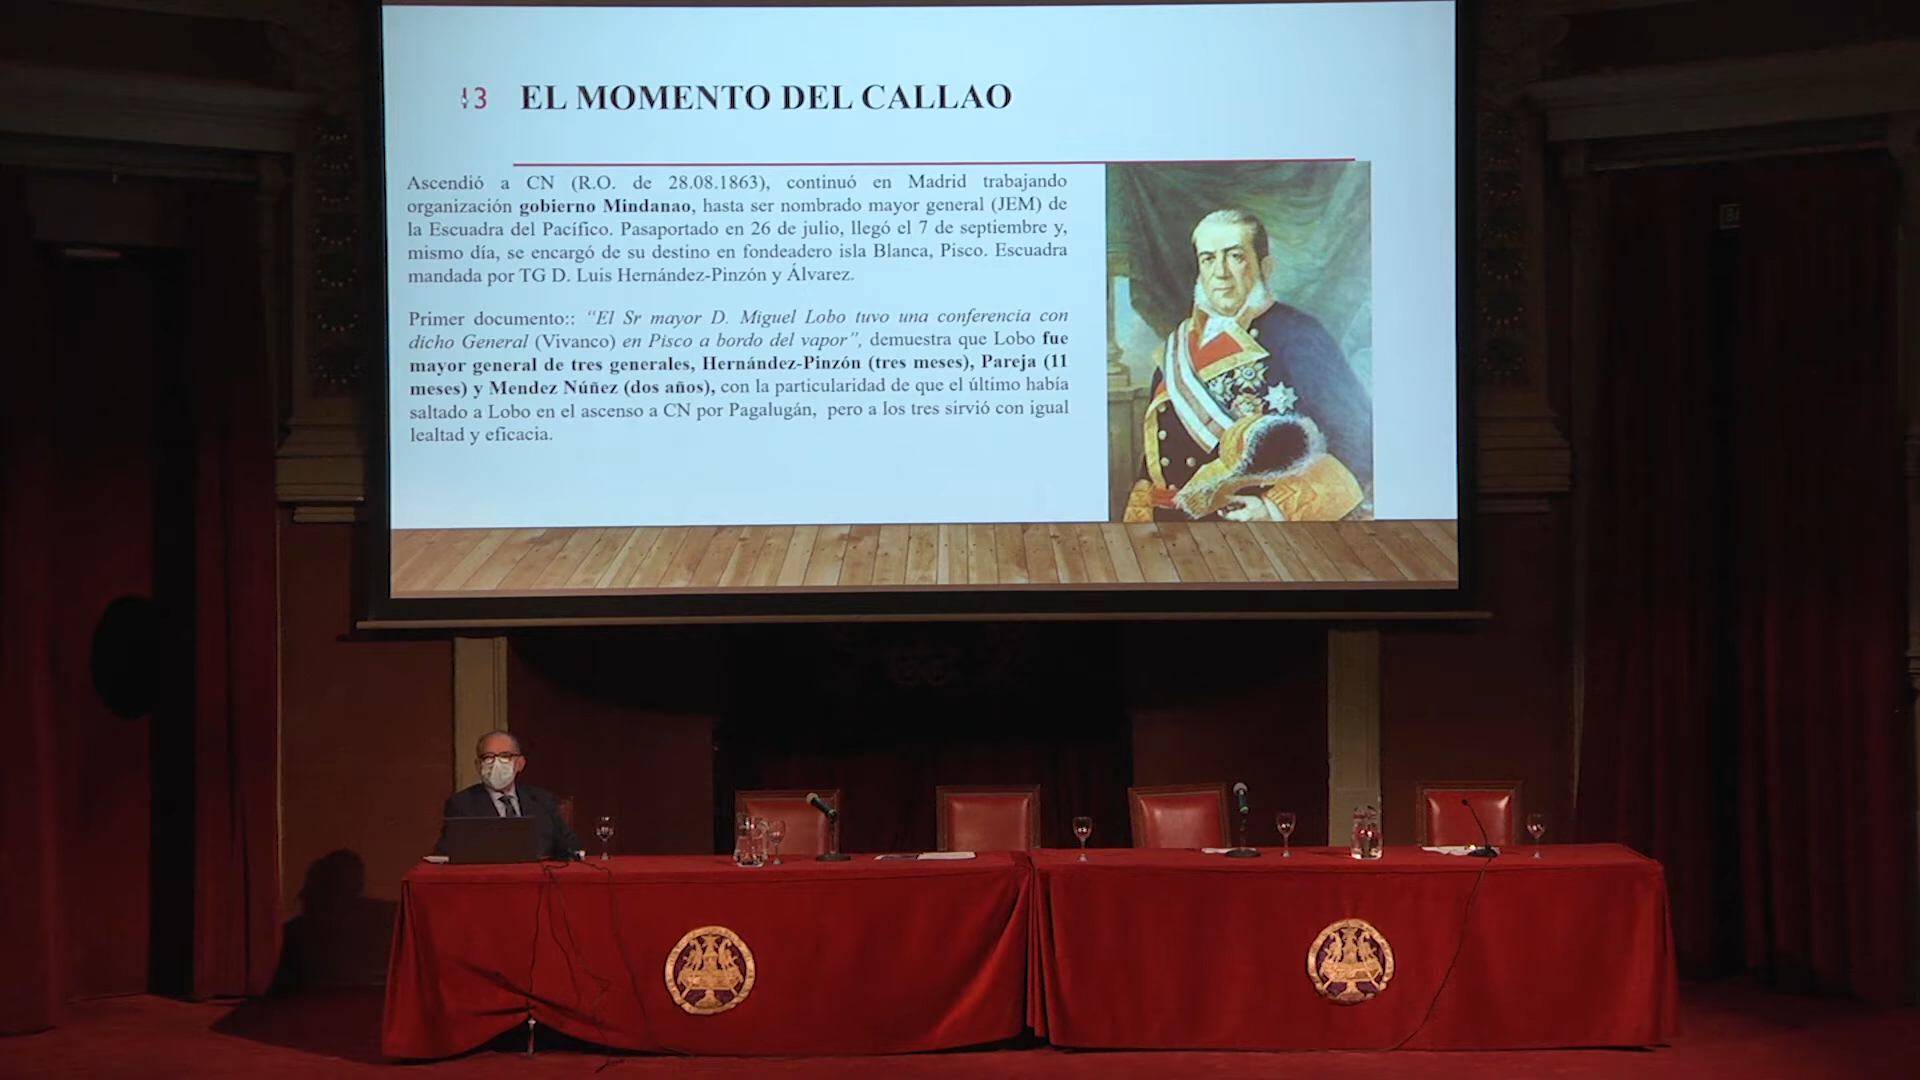 13 EL MOMENTO DEL CALLAO
Ascendió a CN (R.O. de 28.08.1863), continuó en Madrid trabajando
organización gobierno Mindanao, hasta ser nombrado mayor general (JEM) de
la Escuadra del Pacífico. Pasaportado en 26 de julio, llegó el 7 de septiembre y,
mismo día, se encargó de su destino en fondeadero isla Blanca, Pisco. Escuadra
mandada por TG D. Luis Hernández-Pinzón y Álvarez.
Primer documento:: “El Sr mayor D. Miguel Lobo tuvo una conferencia con
dicho General (Vivanco) en Pisco a bordo del vapor”, demuestra que Lobo fue
mayor general de tres generales, Hernández-Pinzón (tres meses), Pareja (11
meses) y Mendez Núñez (dos años), con la particularidad de que el último había
saltado a Lobo en el ascenso a CN por Pagalugán, pero a los tres sirvió con igual
lealtad y eficacia.